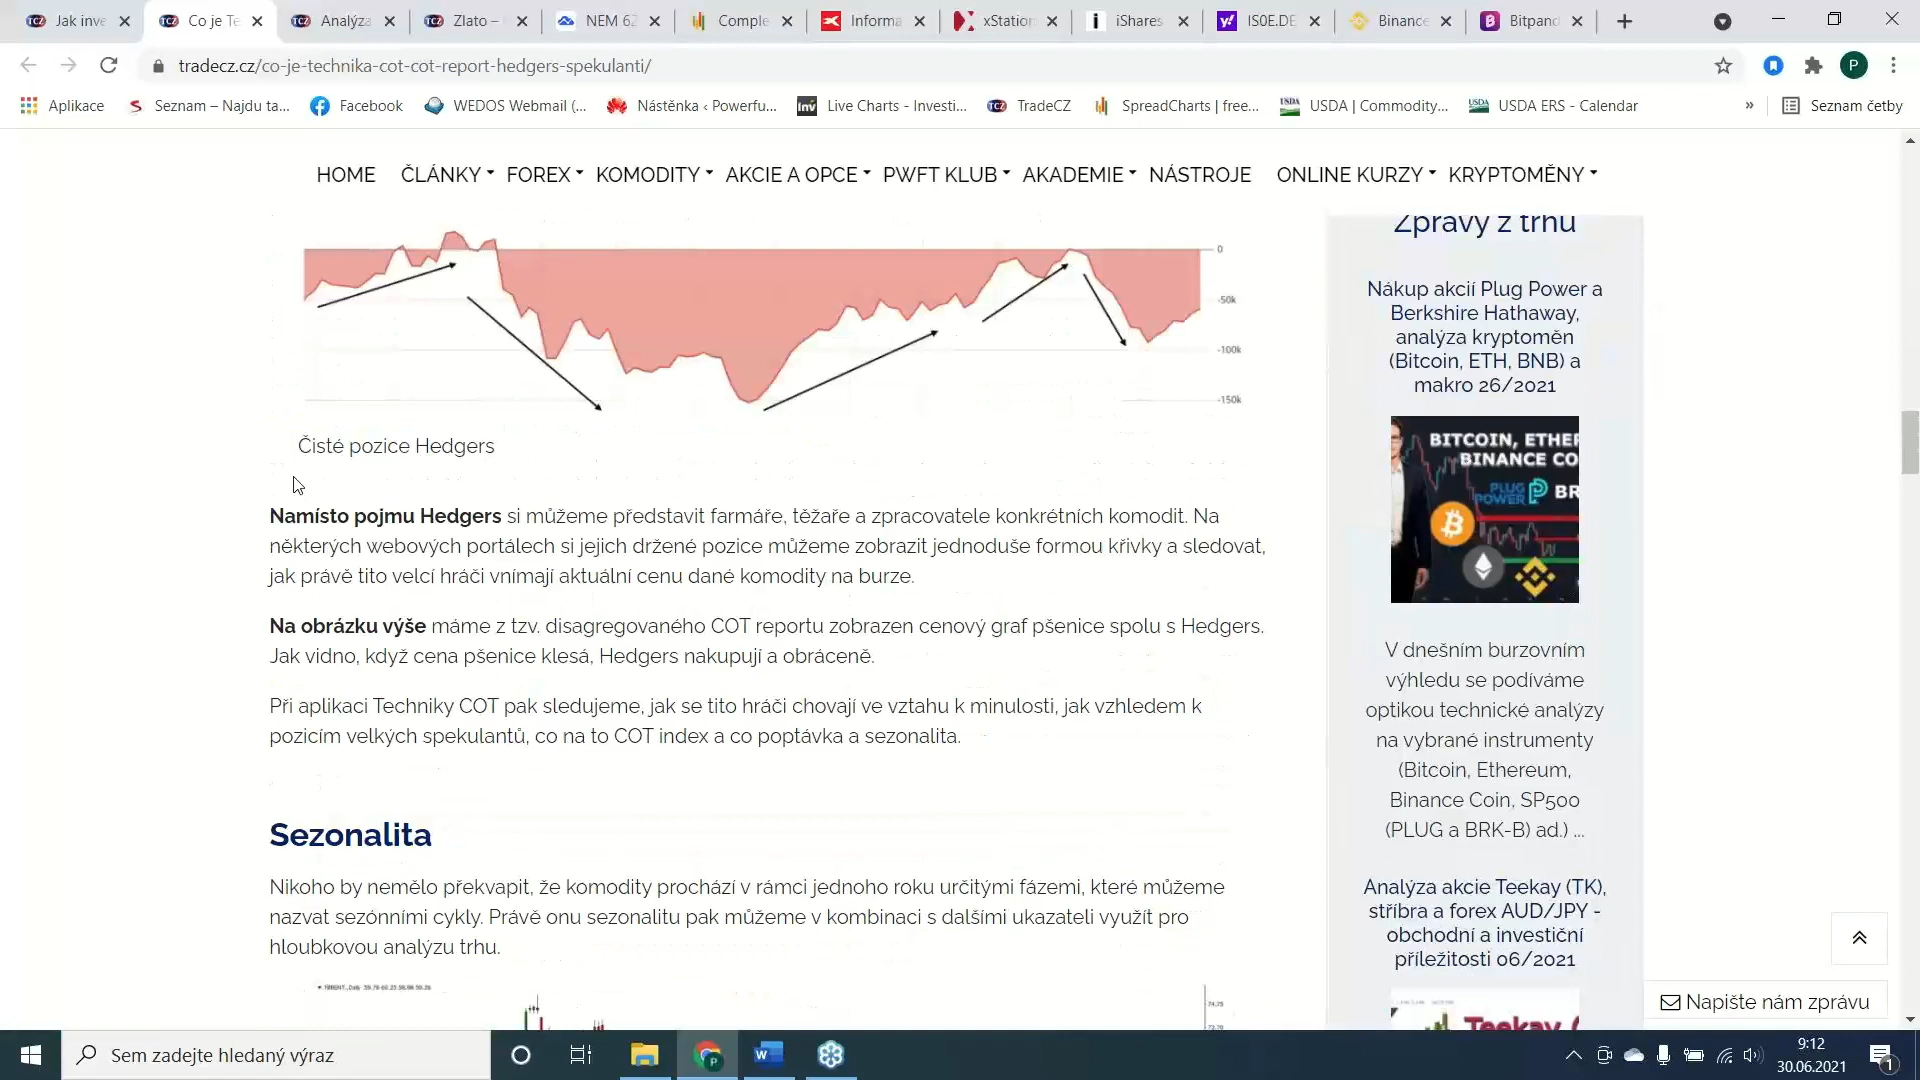 Jak inve
Co je Te
Analýza
Zlato –
NEM 62
Comple
Informa
xStation
iShares
IS0E.DE
Binance
Bitpand
tradecz.cz/co-je-technika-cot-cot-report-hedgers-spekulanti/
P
Aplikace
Seznam – Najdu ta...
Facebook
WEDOS Webmail (...
Nástěnka ‹ Powerfu...
Live Charts - Investi...
TradeCZ
SpreadCharts | free...
USDA | Commodity...
USDA ERS - Calendar
»
Seznam četby
HOME
ČLÁNKY
FOREX
KOMODITY
AKCIE A OPCE
PWFT KLUB
AKADEMIE
NÁSTROJE
ONLINE KURZY
KRYPTOMĚNY
0
-50k
-100k
-150k
Čisté pozice Hedgers
Namísto pojmu Hedgers si můžeme představit farmáře, těžaře a zpracovatele konkrétních komodit. Na
některých webových portálech si jejich držené pozice můžeme zobrazit jednoduše formou křivky a sledovat,
jak právě tito velcí hráči vnímají aktuální cenu dané komodity na burze.
Na obrázku výše máme z tzv. disagregovaného COT reportu zobrazen cenový graf pšenice spolu s Hedgers.
Jak vidno, když cena pšenice klesá, Hedgers nakupují a obráceně.
Při aplikaci Techniky COT pak sledujeme, jak se tito hráči chovají ve vztahu k minulosti, jak vzhledem k
pozicím velkých spekulantů, co na to COT index a co poptávka a sezonalita.
Sezonalita
Nikoho by nemělo překvapit, že komodity prochází v rámci jednoho roku určitými fázemi, které můžeme
nazvat sezónními cykly. Právě onu sezonalitu pak můžeme v kombinaci s dalšími ukazateli využít pro
hloubkovou analýzu trhu.
74.75
Zprávy z trhu
Nákup akcií Plug Power a
Berkshire Hathaway,
analýza kryptoměn
(Bitcoin, ETH, BNB) a
makro 26/2021
BITCOIN, ETHE
BINANCE CO
PLUG
POWER
BR
V dnešním burzovním
výhledu se podíváme
optikou technické analýzy
na vybrané instrumenty
(Bitcoin, Ethereum,
Binance Coin, SP500
(PLUG a BRK-B) ad.) ...
Analýza akcie Teekay (TK),
stříbra a forex AUD/JPY -
obchodní a investiční
příležitosti 06/2021
Teekay
Napište nám zprávu
Sem zadejte hledaný výraz
9:12
30.06.2021
1